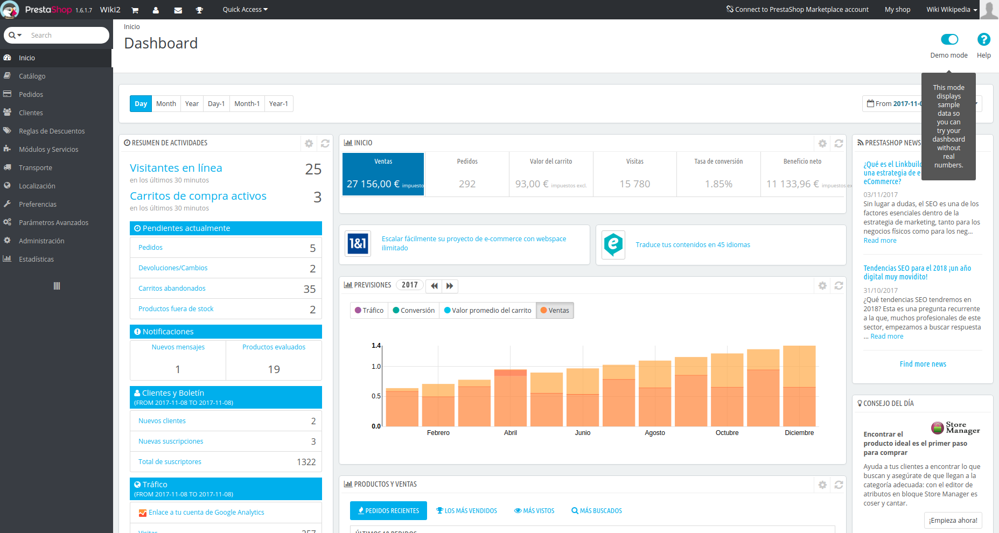 PrestaShop 1.6.1.7 Wiki2 Quick Access Connect to PrestaShop Marketplace account My shop Wiki Wikipedia
Search
Inicio
Catálogo
Pedidos
Clientes
Reglas de Descuentos
Módulos y Servicios
Transporte
Localización
Preferencias
Parámetros Avanzados
Administración
Estadísticas
Inicio
Dashboard
Demo mode Help
This mode
displays
sample
data so
you can
try your
dashboard
without
real
numbers.
Day Month Year Day-1 Month-1 Year-1
From 2017-11-0
RESUMEN DE ACTIVIDADES
Visitantes en línea 25
en los últimos 30 minutos
Carritos de compra activos 3
en los últimos 30 minutos
Pendientes actualmente
Pedidos 5
Devoluciones/Cambios 2
Carritos abandonados 35
Productos fuera de stock 2
Notificaciones
Nuevos mensajes Productos evaluados
1 19
Clientes y Boletín
(FROM 2017-11-08 TO 2017-11-08)
Nuevos clientes 2
Nuevas suscripciones 3
Total de suscriptores 1322
Tráfico
(FROM 2017-11-08 TO 2017-11-08)
Enlace a tu cuenta de Google Analytics
Visitas 257
INICIO
Ventas Pedidos Valor del carrito Visitas Tasa de conversión Beneficio neto
27 156,00 € impuesto 292 93,00 € impuestos excl. 15 780 1.85% 11 133,96 € impuestos ex
1&1
Escalar fácilmente su proyecto de e-commerce con webspace
ilimitado
e
Traduce tus contenidos en 45 idiomas
PREVISIONES 2017
Tráfico Conversión Valor promedio del carrito Ventas
1.4
1.0
0.5
0.0
Febrero Abril Junio Agosto Octubre Diciembre
PRODUCTOS Y VENTAS
PEDIDOS RECIENTES LOS MÁS VENDIDOS MÁS VISTOS MÁS BUSCADOS
ÚLTIMOS 10 PEDIDOS
PRESTASHOP NEWS
¿Qué es el Linkbuild
una estrategia de e
eCommerce?
03/11/2017
Sin lugar a dudas, el SEO es una de los
factores esenciales dentro de la
estrategia de marketing, tanto para los
negocios físicos como para los neg...
Read more
Tendencias SEO para el 2018 ¡un año
digital muy movidito!
31/10/2017
¿Qué tendencias SEO tendremos en
2018? Esta es una pregunta recurrente
a la que, muchos profesionales de este
sector, empezamos a buscar respuesta
... Read more
Find more news
CONSEJO DEL DÍA
Store
Manager
Encontrar el
producto ideal es el primer paso
para comprar
Ayuda a tus clientes a encontrar lo que
buscan y asegúrate de que llegan a la
categoría adecuada: con el editor de
atributos en bloque Store Manager es
coser y cantar.
¡Empieza ahora!